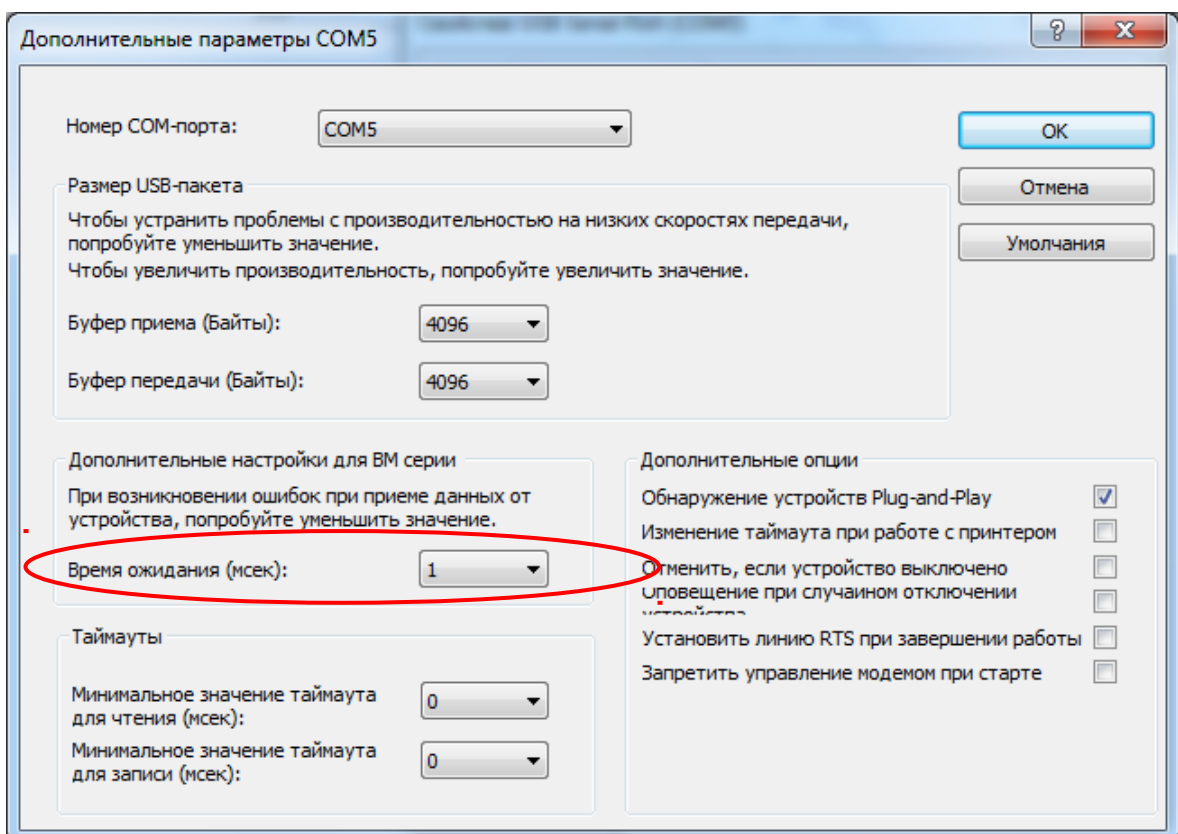 Дополнительные параметры COM5
Номер COM-порта:
COM5
OK
Размер USB-пакета
Отмена
Чтобы устранить проблемы с производительностью на низких скоростях передачи,
попробуйте уменьшить значение.
Умолчания
Чтобы увеличить производительность, попробуйте увеличить значение.
Буфер приема (Байты):
4096
Буфер передачи (Байты):
4096
Дополнительные настройки для ВМ серии
При возникновении ошибок при приеме данных от
устройства, попробуйте уменьшить значение.
Время ожидания (мсек):
1
Таймауты
Минимальное значение таймаута
для чтения (мсек):
0
Минимальное значение таймаута
для записи (мсек):
0
Дополнительные опции
Обнаружение устройств Plug-and-Play
Изменение таймаута при работе с принтером
Отменить, если устройство выключено
Оповещение при случайном отключении
устройства
Установить линию RTS при завершении работы
Запретить управление модемом при старте